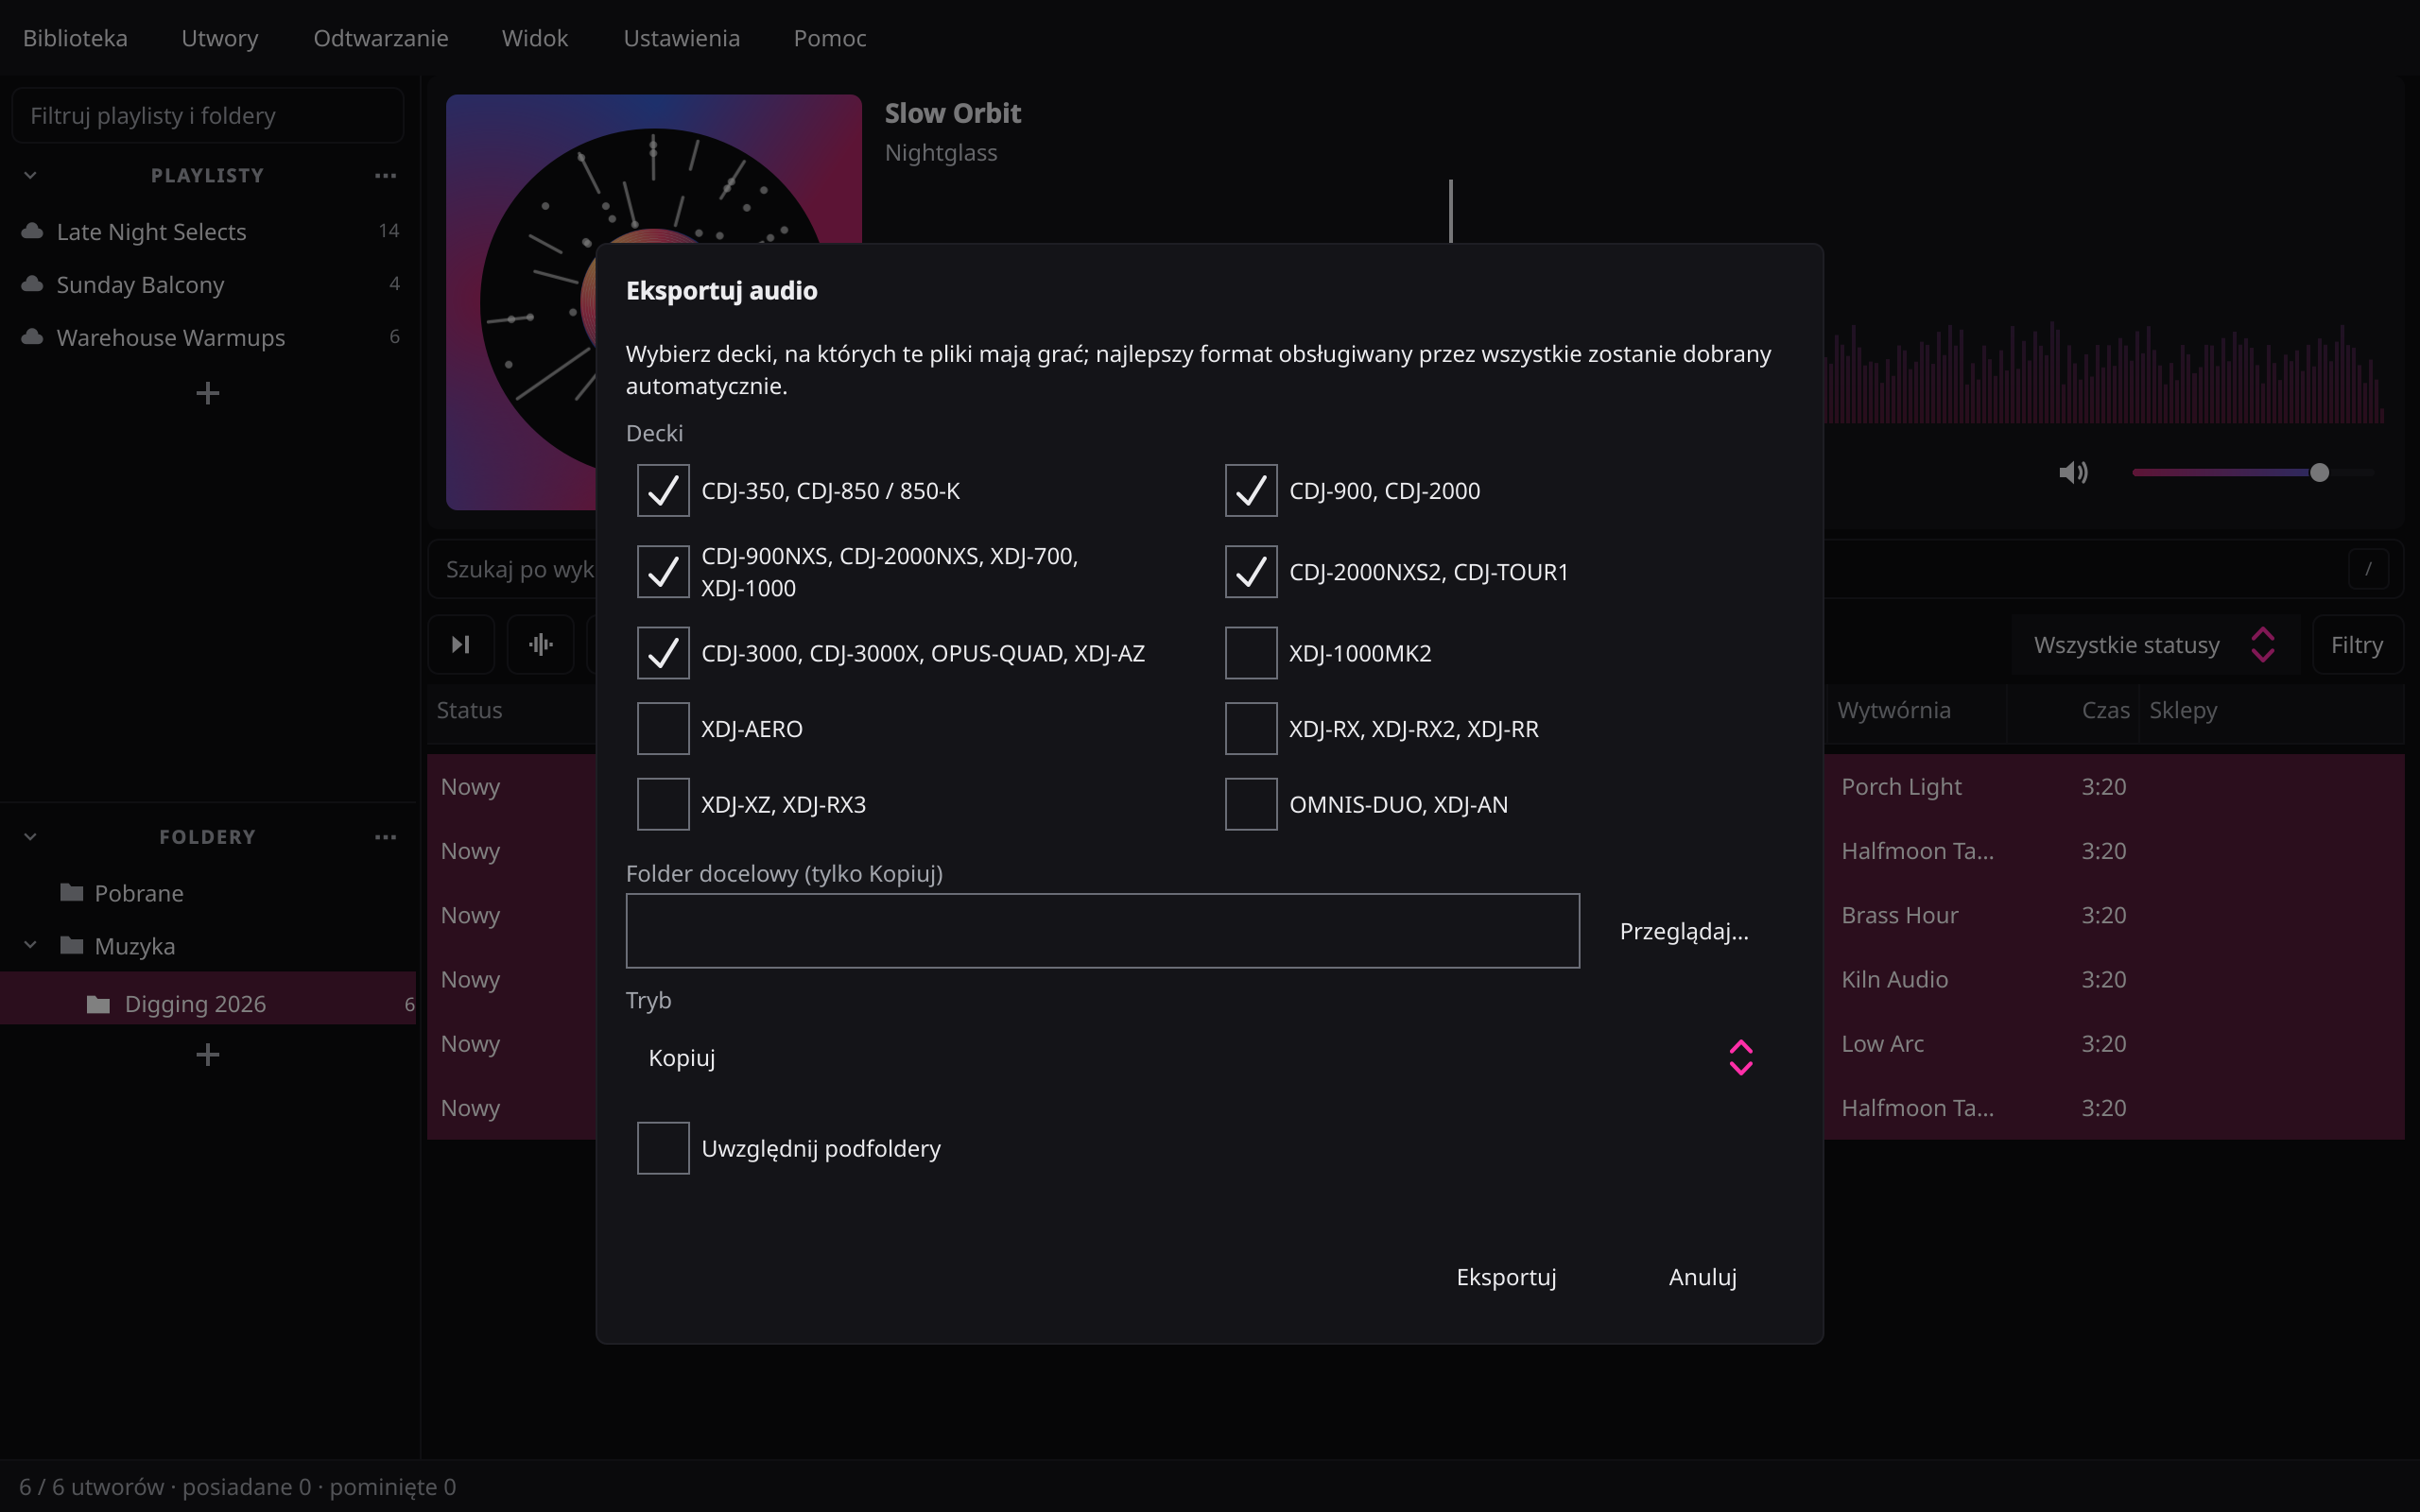 Biblioteka
Utwory
Odtwarzanie
Widok
Ustawienia
Pomoc
Filtruj playlisty i foldery
PLAYLISTY
Late Night Selects 14
Sunday Balcony 4
Warehouse Warmups 6
FOLDERY
Pobrane
Muzyka
Digging 2026 6
Slow Orbit
Nightglass
Szukaj po wyk
/
Wszystkie statusy
Filtry
Status
Wytwórnia
Czas
Sklepy
Nowy Porch Light 3:20
Nowy Halfmoon Ta... 3:20
Nowy Brass Hour 3:20
Nowy Kiln Audio 3:20
Nowy Low Arc 3:20
Nowy Halfmoon Ta... 3:20
Eksportuj audio
Wybierz decki, na których te pliki mają grać; najlepszy format obsługiwany przez wszystkie zostanie dobrany
automatycznie.
Decki
CDJ-350, CDJ-850 / 850-K
CDJ-900, CDJ-2000
CDJ-900NXS, CDJ-2000NXS, XDJ-700,
XDJ-1000
CDJ-2000NXS2, CDJ-TOUR1
CDJ-3000, CDJ-3000X, OPUS-QUAD, XDJ-AZ
XDJ-1000MK2
XDJ-AERO
XDJ-RX, XDJ-RX2, XDJ-RR
XDJ-XZ, XDJ-RX3
OMNIS-DUO, XDJ-AN
Folder docelowy (tylko Kopiuj)
Przeglądaj...
Tryb
Kopiuj
Uwzględnij podfoldery
Eksportuj
Anuluj
6 / 6 utworów · posiadane 0 · pominięte 0